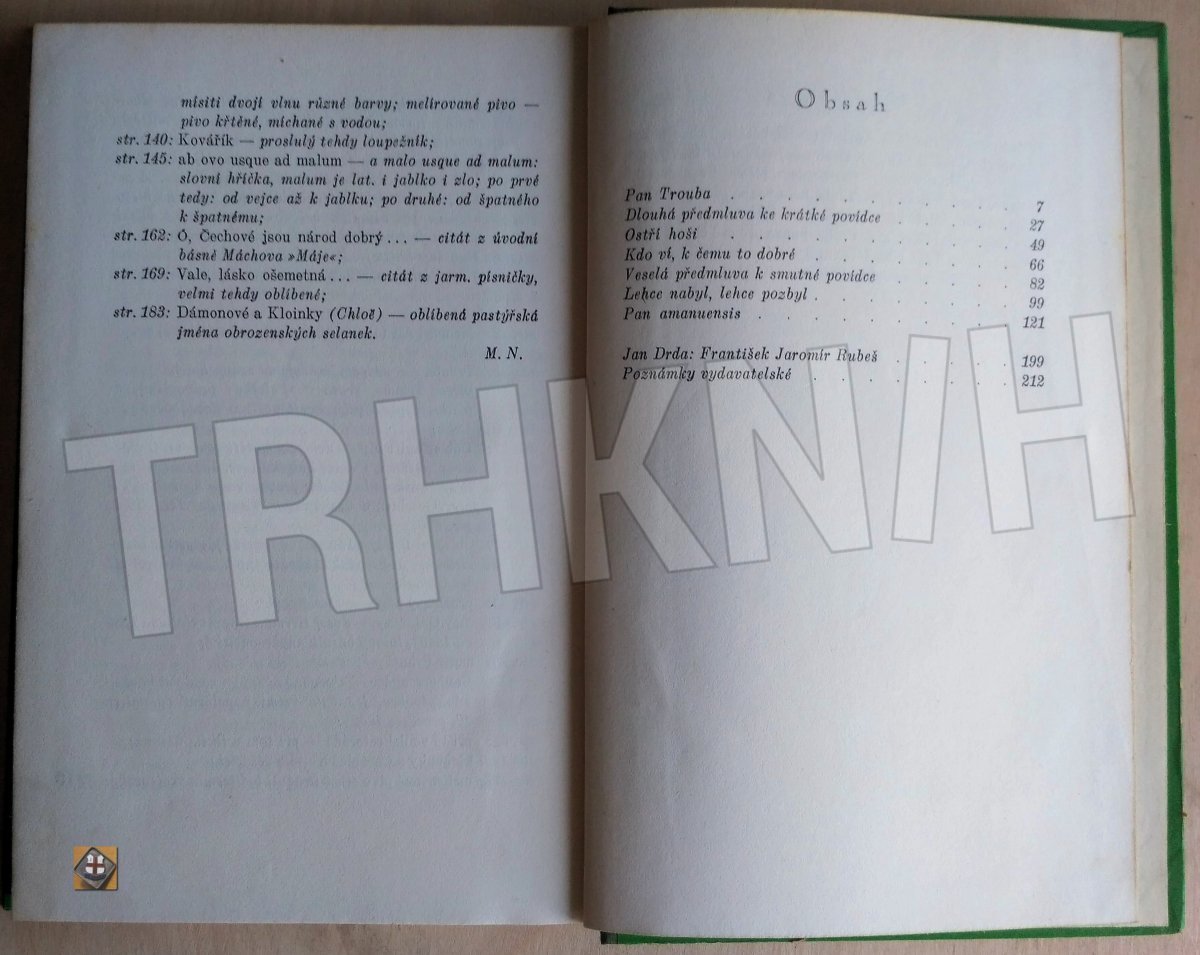 mísiti dvojí vlnu různé barvy; melírované pivo —
pivo křtěné, míchané s vodou;
str. 140: Kovářík — proslulý tehdy loupežník;
str. 145: ab ovo usque ad malum — a malo usque ad malum:
slovní hříčka, malum je lat. i jablko i zlo; po prvé
tedy: od vejce až k jablku; po druhé: od špatného
k špatnému;
str. 162: Ó, Čechové jsou národ dobrý... — citát z úvodní
básně Máchova »Máje«;
str. 169: Vale, lásko ošemetná... — citát z jarm. písničky,
velmi tehdy oblíbené;
str. 183: Dámonové a Kloinky (Chloë) — oblíbená pastýřská
jména obrozenských selanek.
M. N.
Obsah
Pan Trouba . . . . . . . . . . . 7
Dlouhá předmluva ke krátké povídce . . . . . 27
Ostří hoši . . . . . . . . . . . 49
Kdo ví, k čemu to dobré . . . . . . . . 66
Veselá předmluva k smutné povídce . . . . . 82
Lehce nabyl, lehce pozbyl . . . . . . . . 99
Pan amanuensis . . . . . . . . . . 121
Jan Drda: František Jaromír Rubeš . . . . . 199
Poznámky vydavatelské . . . . . . . . 212
TRHKNIH